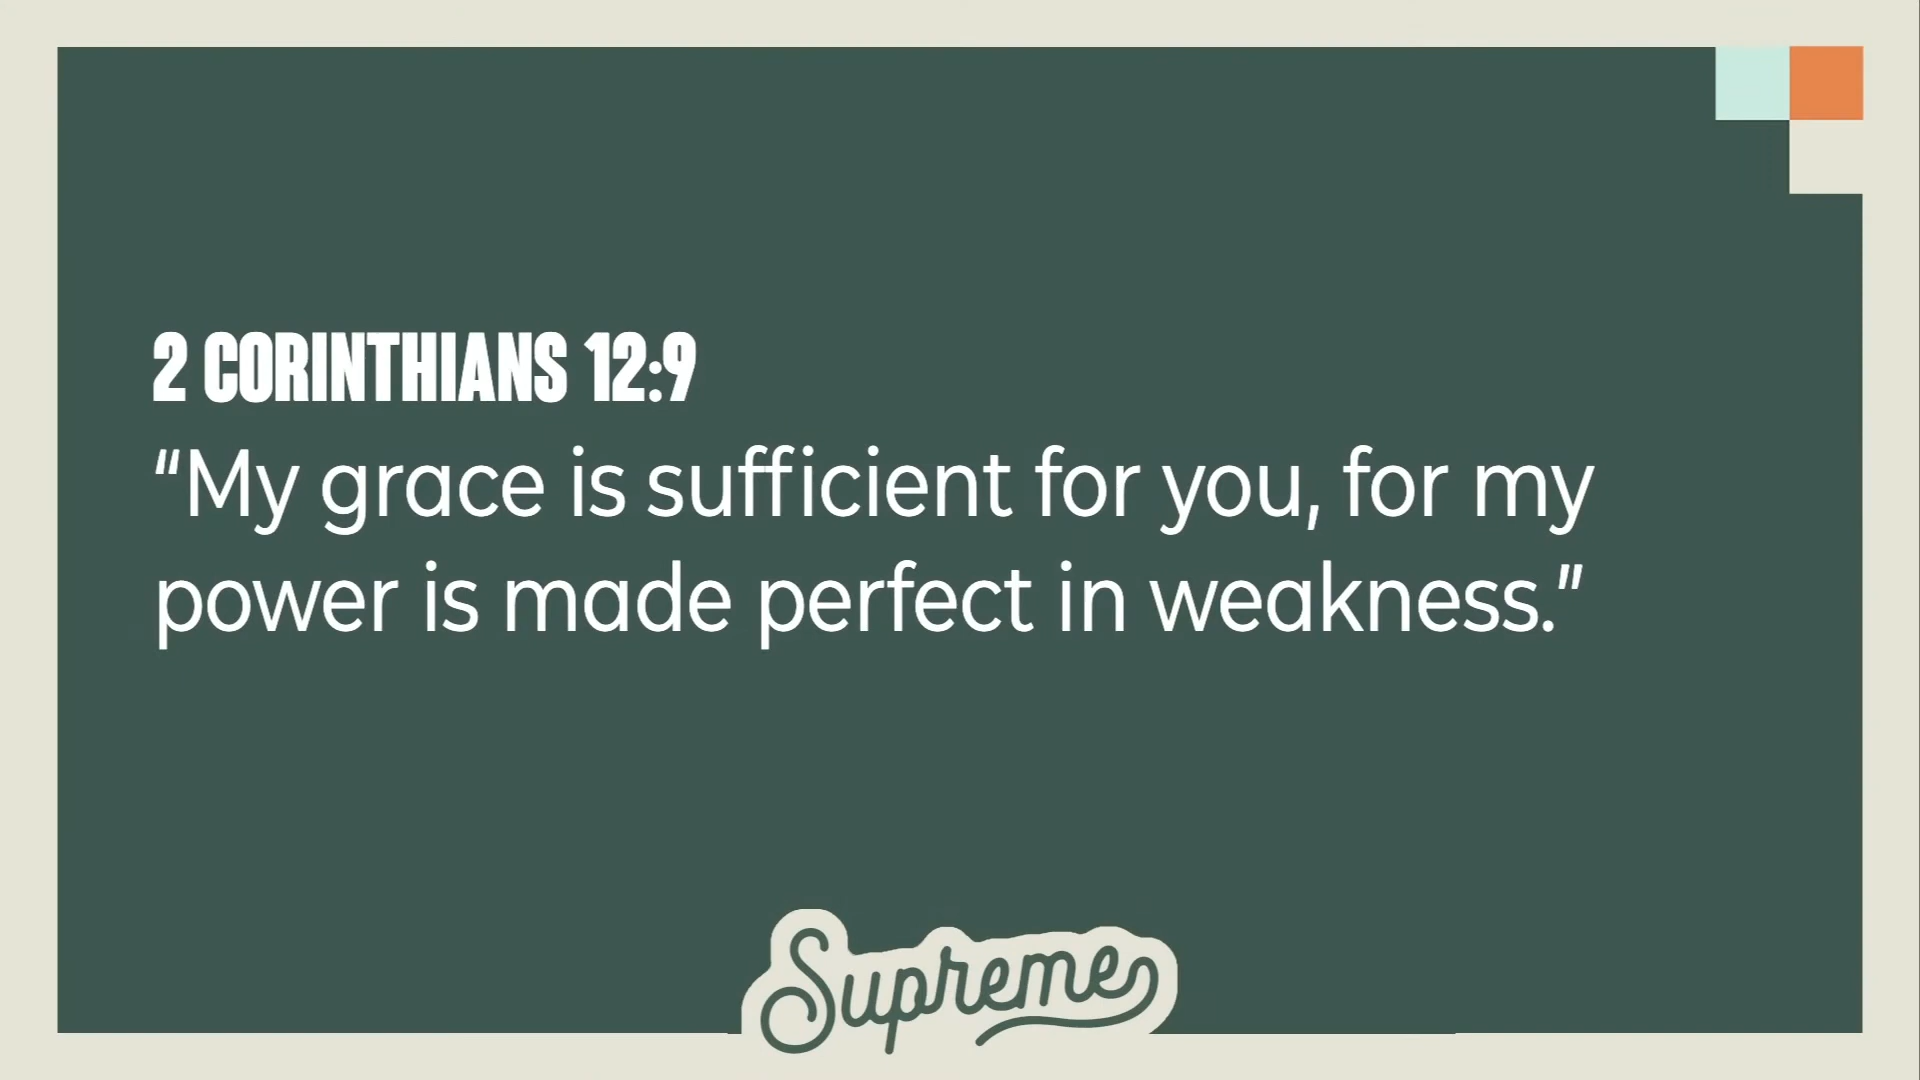 2 CORINTHIANS 12:9
“My grace is sufficient for you, for my
power is made perfect in weakness.”
Supreme